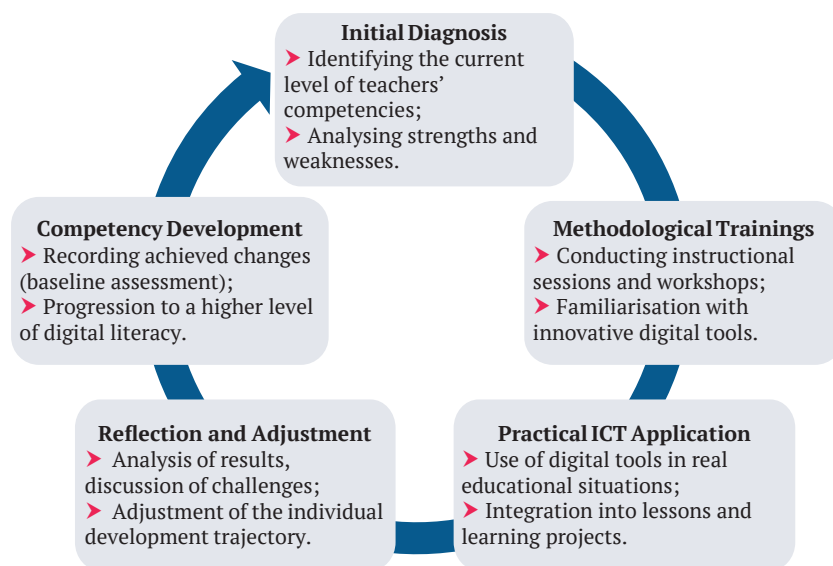 Initial Diagnosis
➤ Identifying the current
level of teachers’
competencies;
➤ Analysing strengths and
weaknesses.
Methodological Trainings
➤ Conducting instructional
sessions and workshops;
➤ Familiarisation with
innovative digital tools.
Practical ICT Application
➤ Use of digital tools in real
educational situations;
➤ Integration into lessons and
learning projects.
Reflection and Adjustment
➤ Analysis of results,
discussion of challenges;
➤ Adjustment of the individual
development trajectory.
Competency Development
➤ Recording achieved changes
(baseline assessment);
➤ Progression to a higher level
of digital literacy.